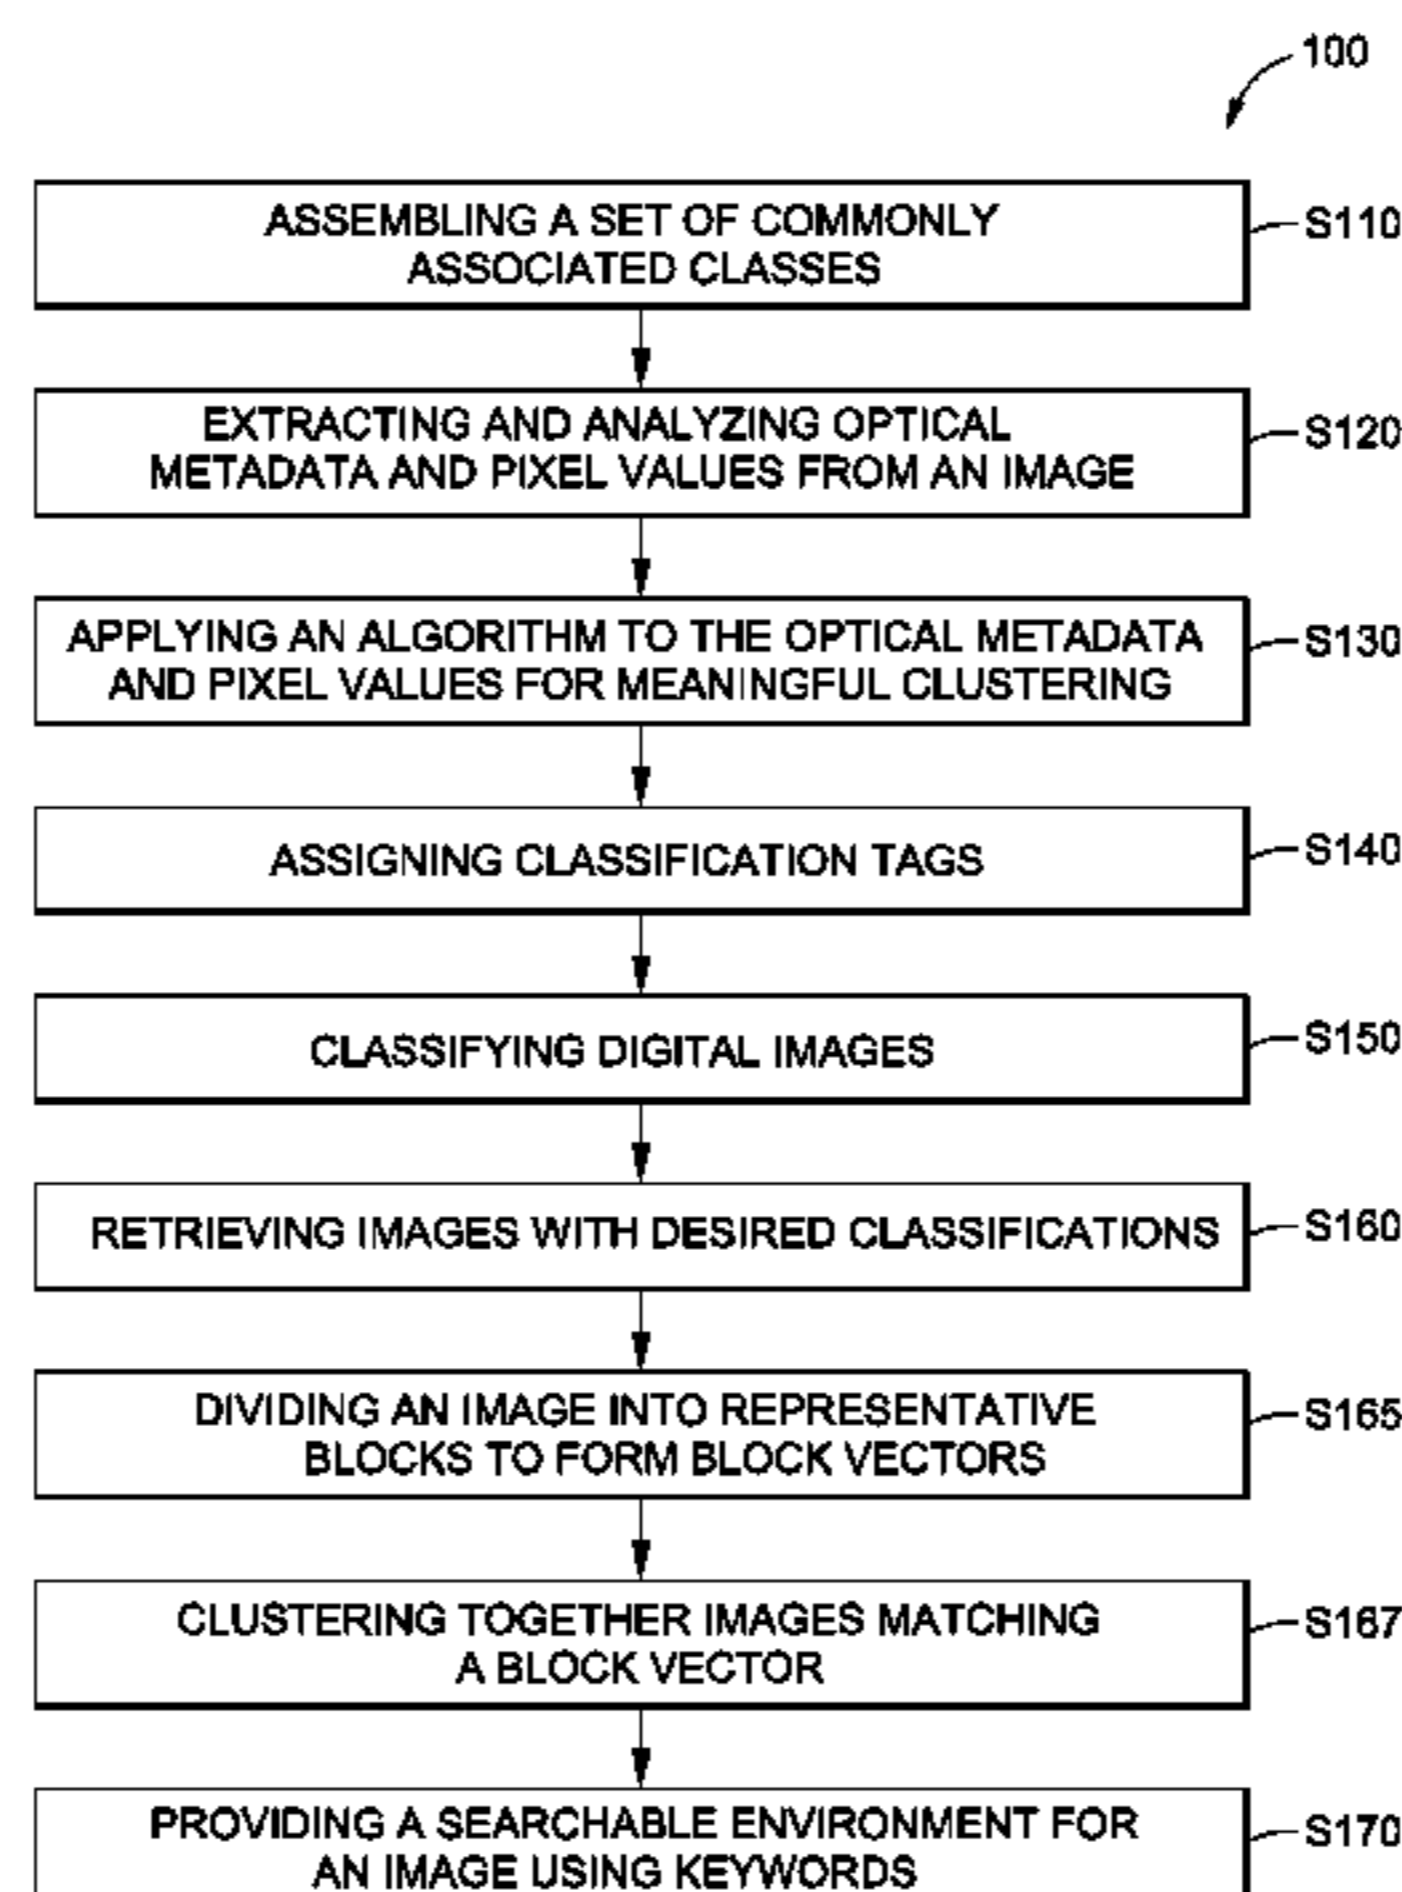 100
ASSEMBLING A SET OF COMMONLY
ASSOCIATED CLASSES
S110
EXTRACTING AND ANALYZING OPTICAL
METADATA AND PIXEL VALUES FROM AN IMAGE
S120
APPLYING AN ALGORITHM TO THE OPTICAL METADATA
AND PIXEL VALUES FOR MEANINGFUL CLUSTERING
S130
ASSIGNING CLASSIFICATION TAGS
S140
CLASSIFYING DIGITAL IMAGES
S150
RETRIEVING IMAGES WITH DESIRED CLASSIFICATIONS
S160
DIVIDING AN IMAGE INTO REPRESENTATIVE
BLOCKS TO FORM BLOCK VECTORS
S165
CLUSTERING TOGETHER IMAGES MATCHING
A BLOCK VECTOR
S167
PROVIDING A SEARCHABLE ENVIRONMENT FOR
AN IMAGE USING KEYWORDS
S170